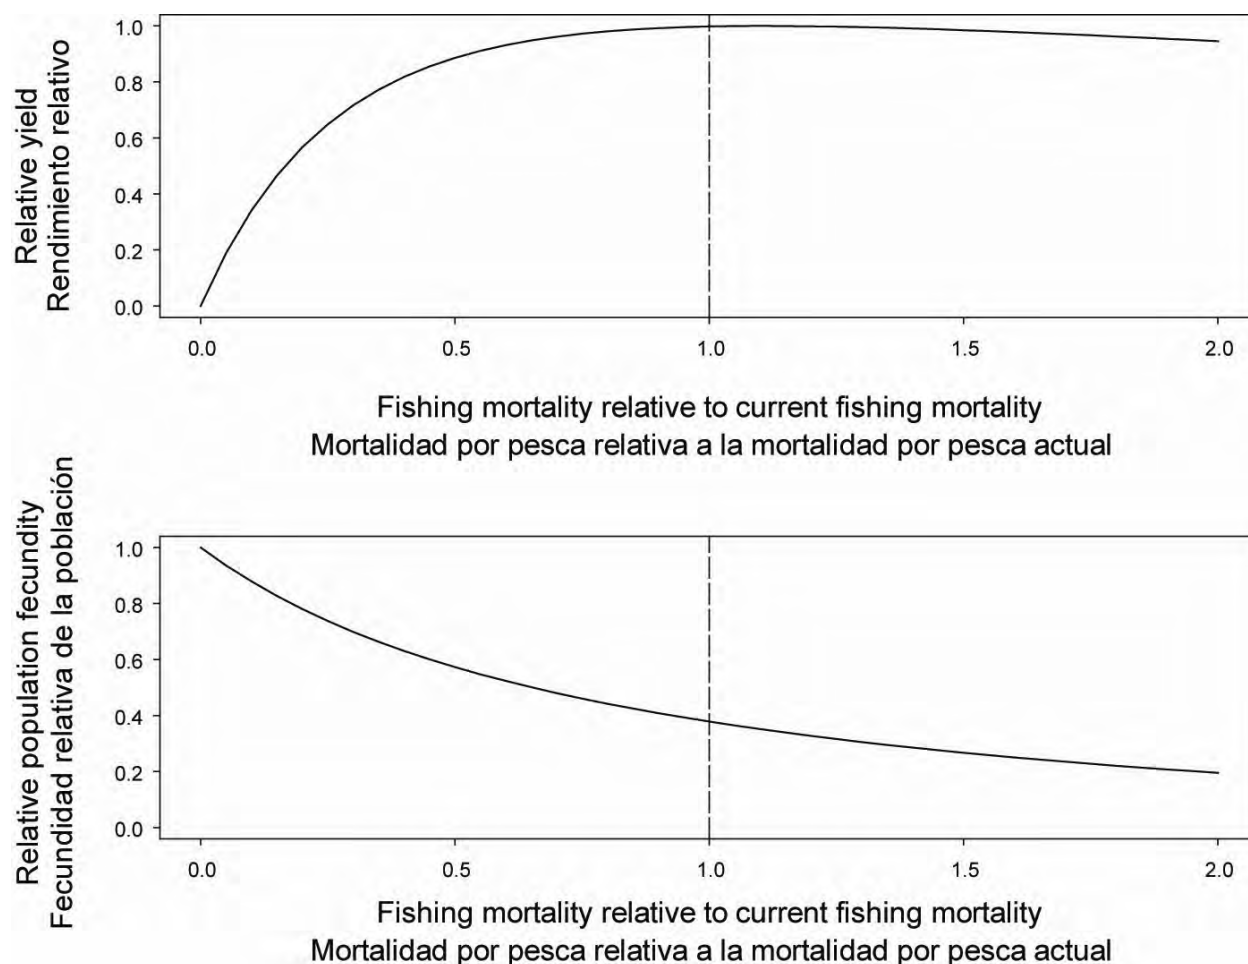 Relative yield
Rendimiento relativo
1.0
0.8
0.6
0.4
0.2
0.0
0.0 0.5 1.0 1.5 2.0
Fishing mortality relative to current fishing mortality
Mortalidad por pesca relativa a la mortalidad por pesca actual
Relative population fecundity
Fecundidad relativa de la población
1.0
0.8
0.6
0.4
0.2
0.0
0.0 0.5 1.0 1.5 2.0
Fishing mortality relative to current fishing mortality
Mortalidad por pesca relativa a la mortalidad por pesca actual